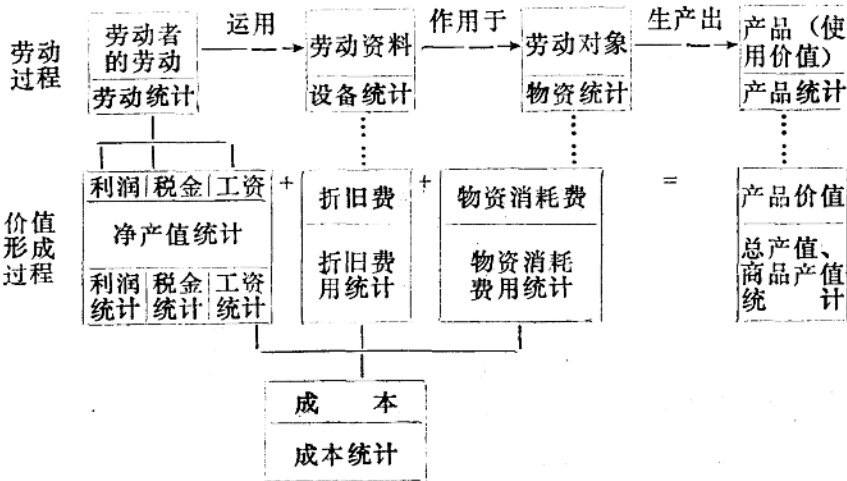 劳动过程
劳动者的劳动
运用
劳动资料
作用于
劳动对象
生产出
产品（使用价值）
劳动统计
设备统计
物资统计
产品统计
价值形成过程
利润 税金 工资
+
折旧费
+
物资消耗费
=
产品价值
净产值统计
折旧费用统计
物资消耗费用统计
总产值、商品产值统计
利润统计 税金统计 工资统计
成本
成本统计